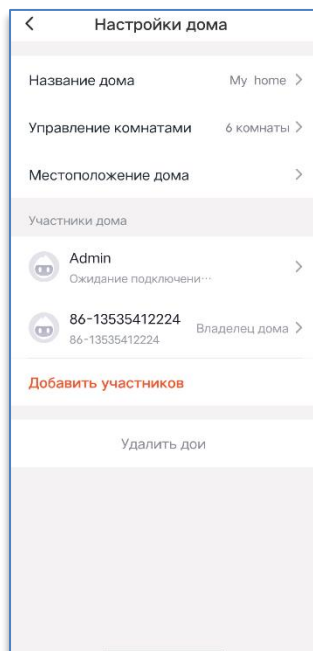 Настройки дома
Название дома My home
Управление комнатами 6 комнаты
Местоположение дома
Участники дома
Admin
Ожидание подключени···
86-13535412224 Владелец дома
86-13535412224
Добавить участников
Удалить дои